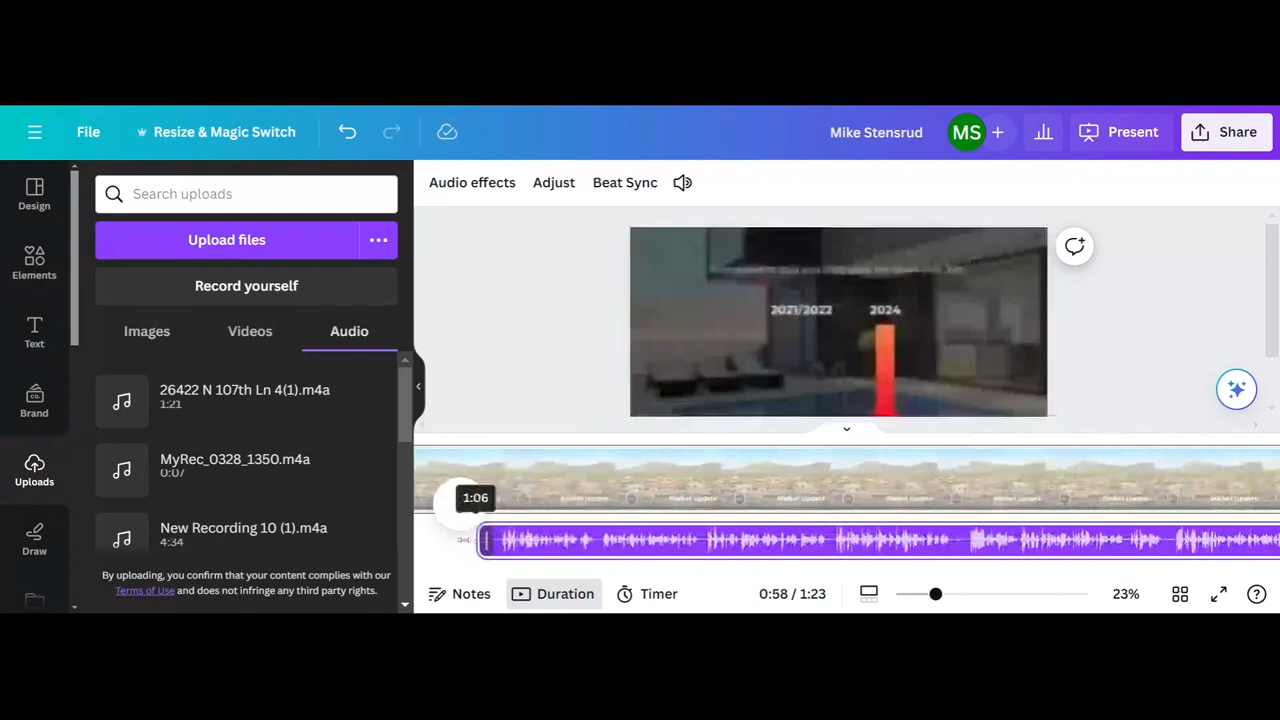 File
Resize & Magic Switch
Mike Stensrud
MS
+
Present
Share
Design
Elements
Text
Brand
Uploads
Draw
Search uploads
Upload files
Record yourself
Images
Videos
Audio
26422 N 107th Ln 4(1).m4a
1:21
MyRec_0328_1350.m4a
0:07
New Recording 10 (1).m4a
4:34
By uploading, you confirm that your content complies with our
Terms of Use and does not infringe any third party rights.
Audio effects
Adjust
Beat Sync
2021/2022
2024
Market Update
Market Update
1:06
Notes
Duration
Timer
0:58 / 1:23
23%